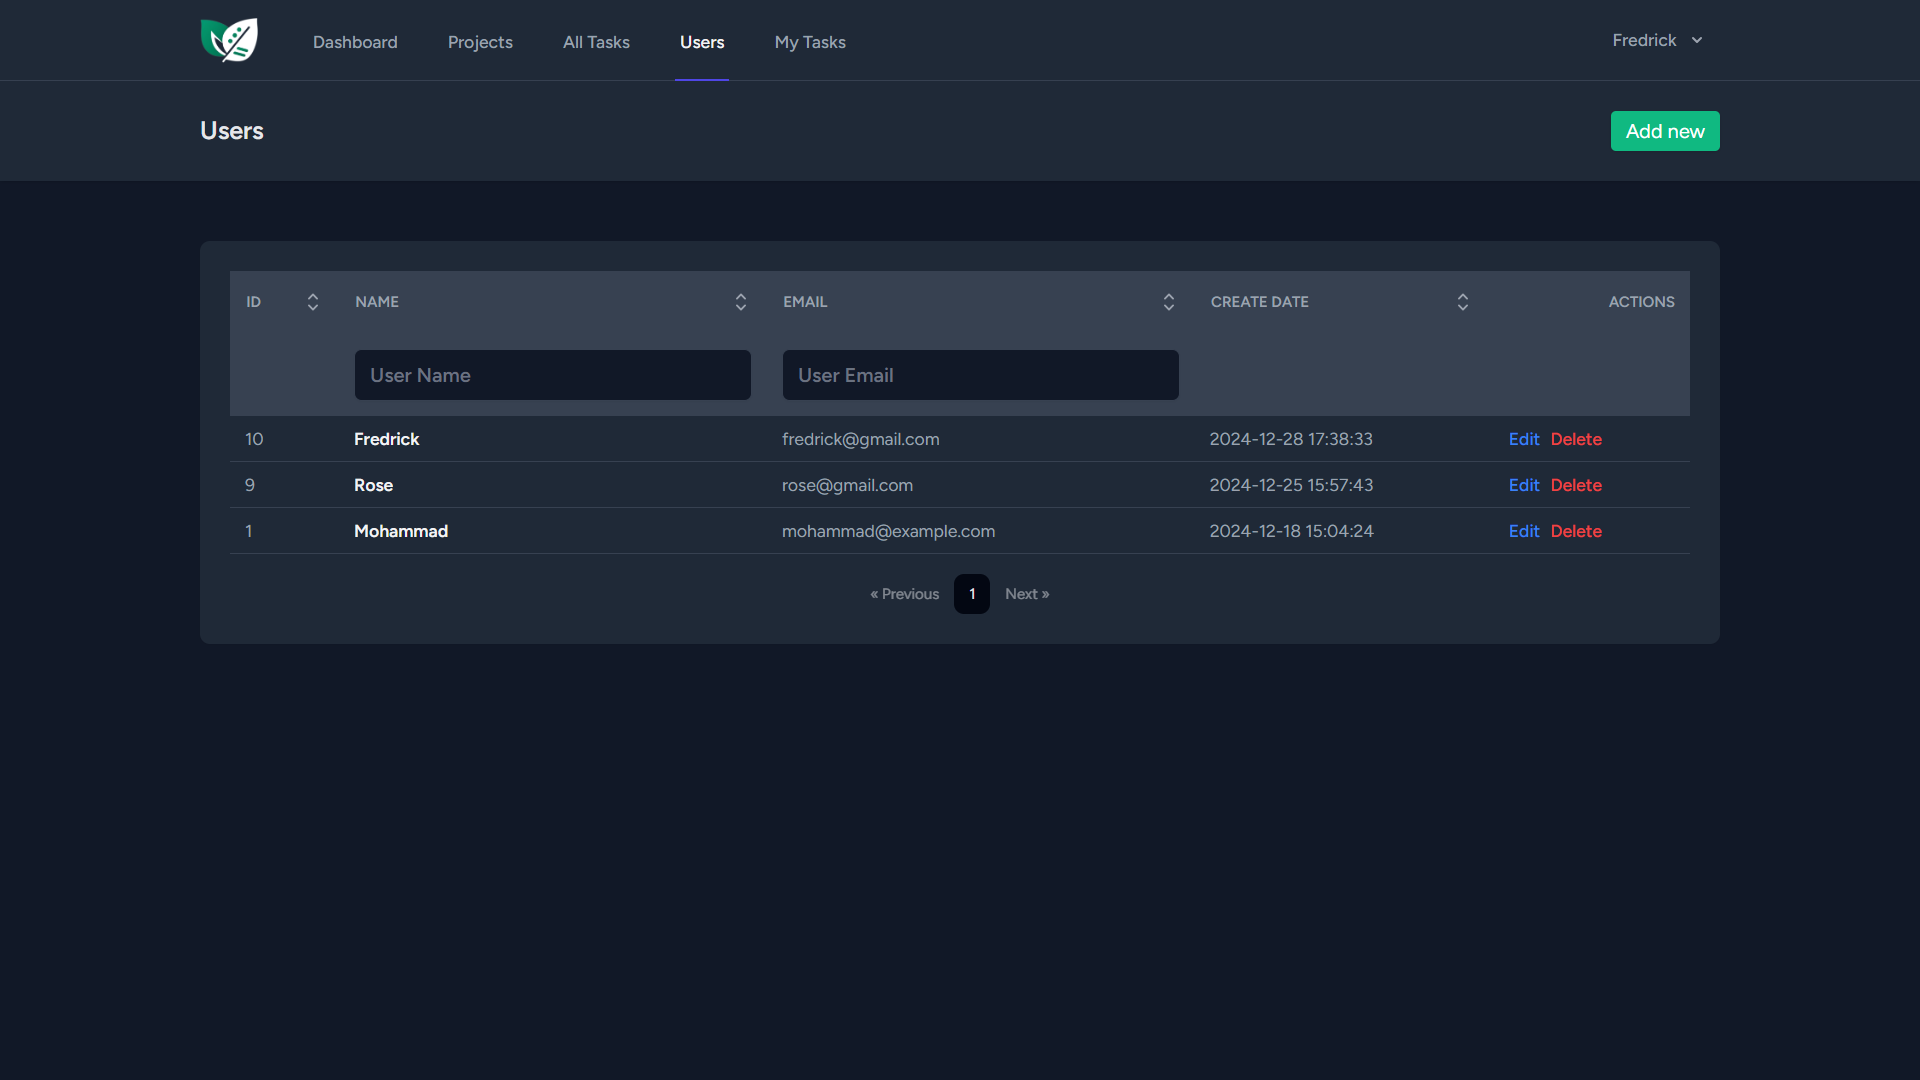 Dashboard Projects All Tasks Users My Tasks Fredrick
Users Add new
ID NAME EMAIL CREATE DATE ACTIONS
User Name User Email
10 Fredrick fredrick@gmail.com 2024-12-28 17:38:33 Edit Delete
9 Rose rose@gmail.com 2024-12-25 15:57:43 Edit Delete
1 Mohammad mohammad@example.com 2024-12-18 15:04:24 Edit Delete
« Previous 1 Next »